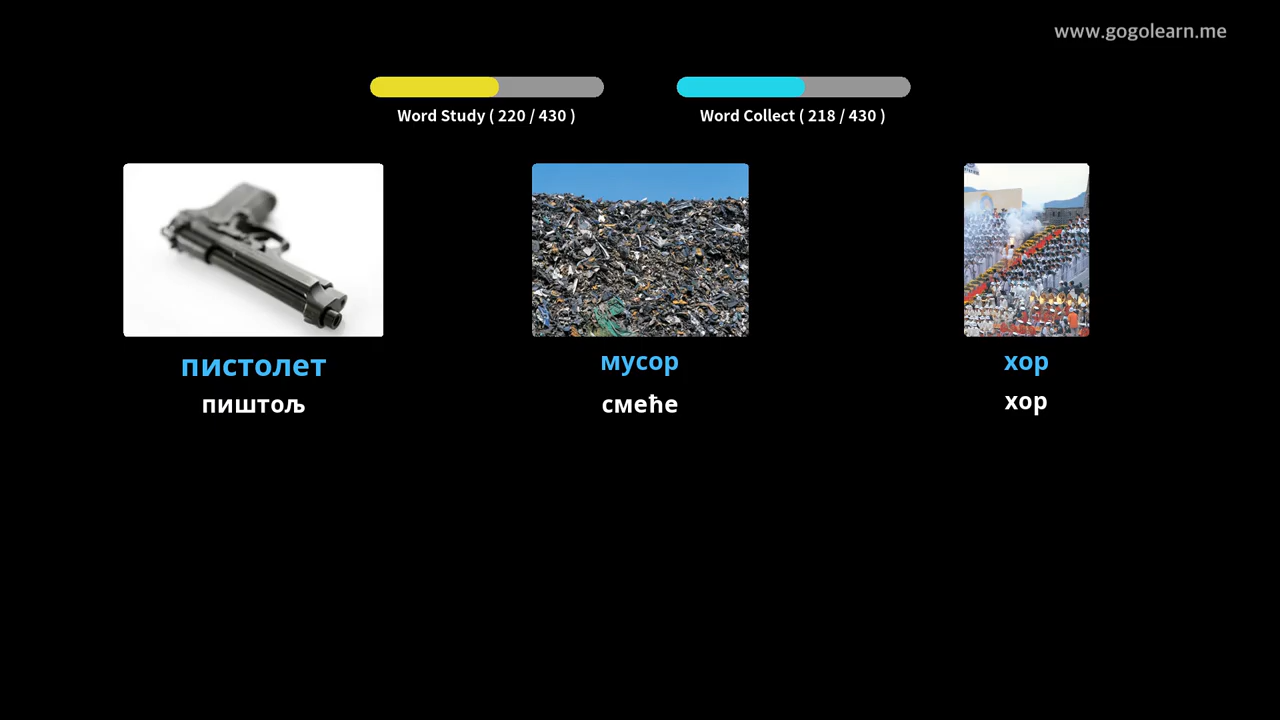 www.gogolearn.me
Word Study ( 220 / 430 )
Word Collect ( 218 / 430 )
пистолет
пиштољ
мусор
смеће
хор
хор